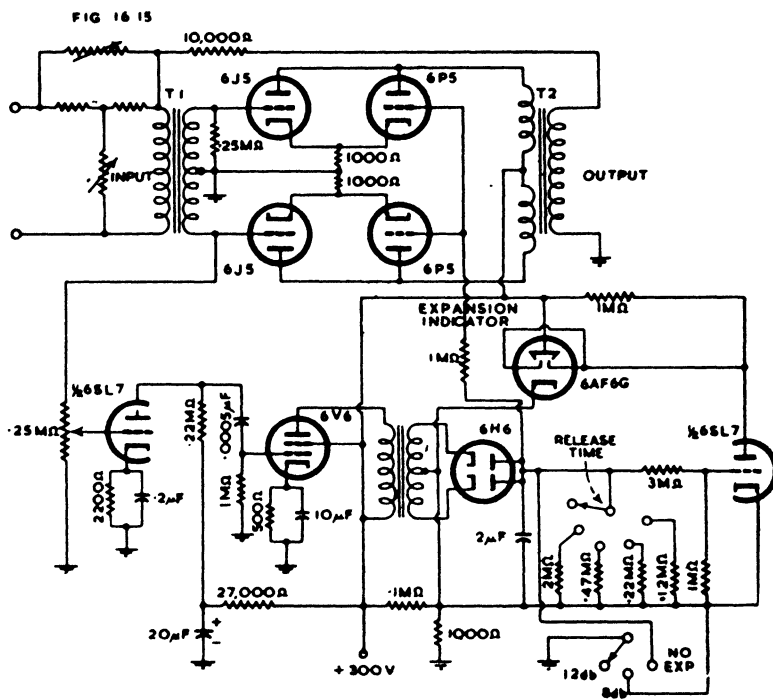 FIG 16 15
10,000Ω
T1
6J5
6P5
T2
.25MΩ
1000Ω
1000Ω
INPUT
OUTPUT
6J5
6P5
EXPANSION
INDICATOR
1MΩ
1MΩ
6AF6G
½6SL7
.22MΩ
.0005μF
6V6
6H6
RELEASE
TIME
½6SL7
.25MΩ
3MΩ
2200Ω
.2μF
1MΩ
500Ω
10μF
2μF
2MΩ
.47MΩ
.22MΩ
.12MΩ
1MΩ
27,000Ω
.1MΩ
20μF
+
-
1000Ω
+300V
12db
NO
EXP
8db